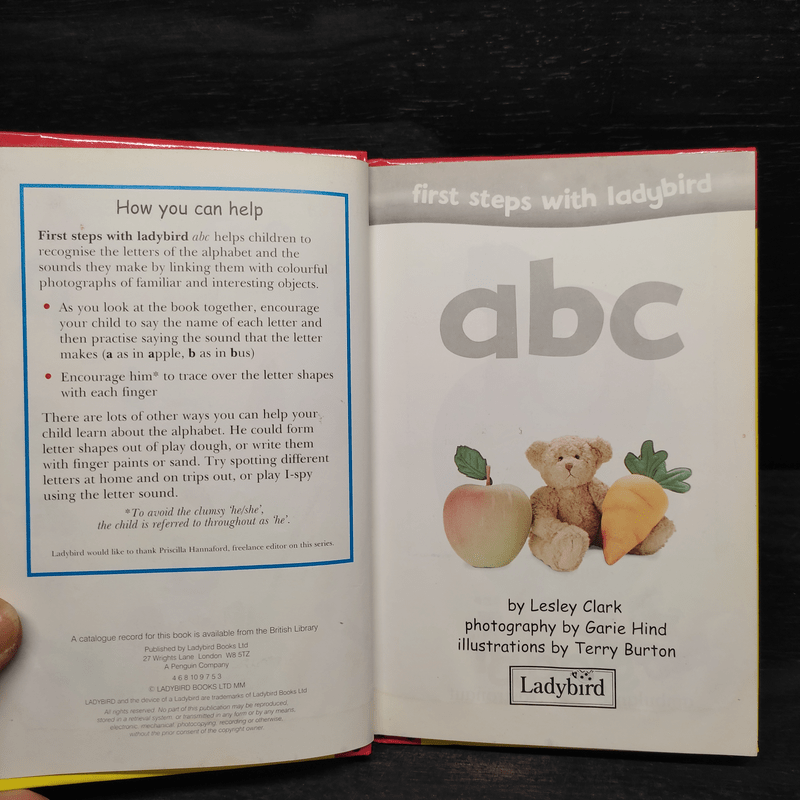 How you can help
First steps with ladybird abc helps children to
recognise the letters of the alphabet and the
sounds they make by linking them with colourful
photographs of familiar and interesting objects.
• As you look at the book together, encourage
your child to say the name of each letter and
then practise saying the sound that the letter
makes (a as in apple, b as in bus)
• Encourage him* to trace over the letter shapes
with each finger
There are lots of other ways you can help your
child learn about the alphabet. He could form
letter shapes out of play dough, or write them
with finger paints or sand. Try spotting different
letters at home and on trips out, or play I-spy
using the letter sound.
*To avoid the clumsy 'he/she',
the child is referred to throughout as 'he'.
Ladybird would like to thank Priscilla Hannaford, freelance editor on this series.
A catalogue record for this book is available from the British Library
Published by Ladybird Books Ltd
27 Wrights Lane London W8 5TZ
A Penguin Company
4 6 8 10 9 7 5 3
© LADYBIRD BOOKS LTD MM
LADYBIRD and the device of a Ladybird are trademarks of Ladybird Books Ltd
All rights reserved. No part of this publication may be reproduced,
stored in a retrieval system, or transmitted in any form or by any means,
electronic, mechanical, photocopying, recording or otherwise,
without the prior consent of the copyright owner.
first steps with ladybird
abc
by Lesley Clark
photography by Garie Hind
illustrations by Terry Burton
Ladybird